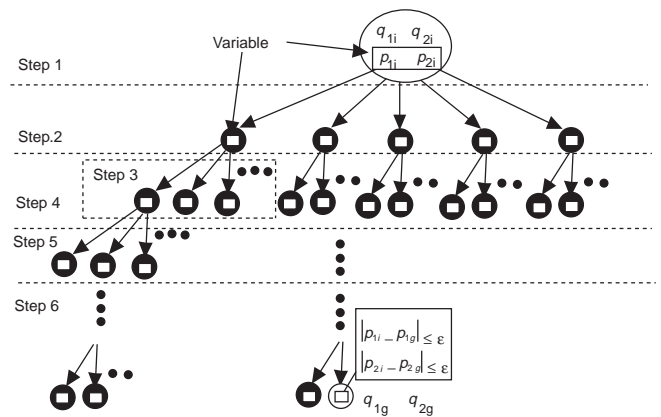 q1i q2i
Variable
p1i p2i
Step 1
Step.2
Step 3
Step 4
Step 5
Step 6
|p1i – p1g| ≤ ε
|p2i – p2g| ≤ ε
q1g q2g